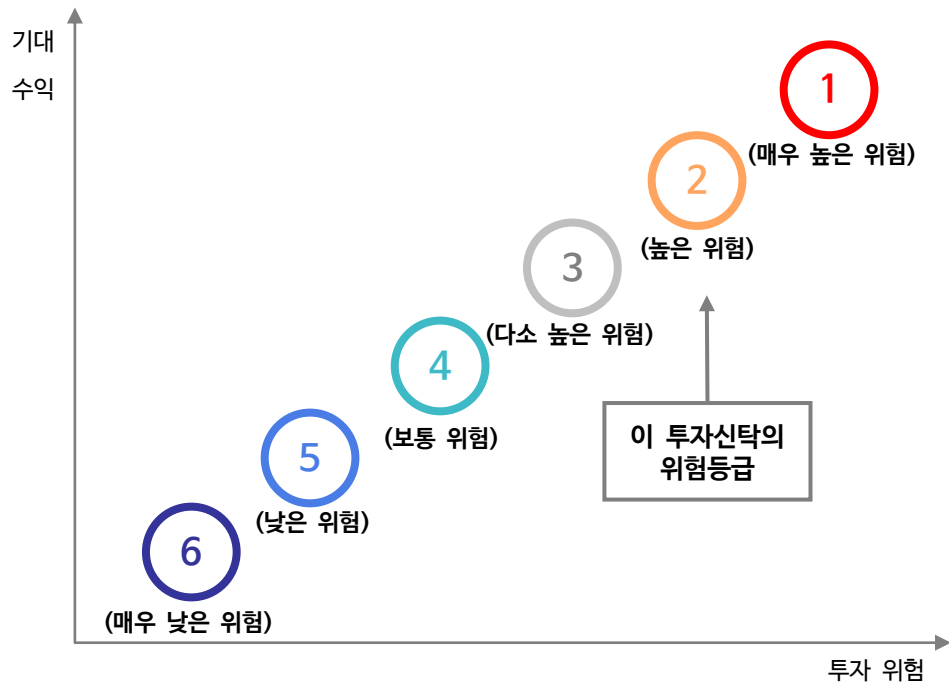 기대
수익
1
(매우 높은 위험)
2
(높은 위험)
3
(다소 높은 위험)
4
(보통 위험)
이 투자신탁의
위험등급
5
(낮은 위험)
6
(매우 낮은 위험)
투자 위험